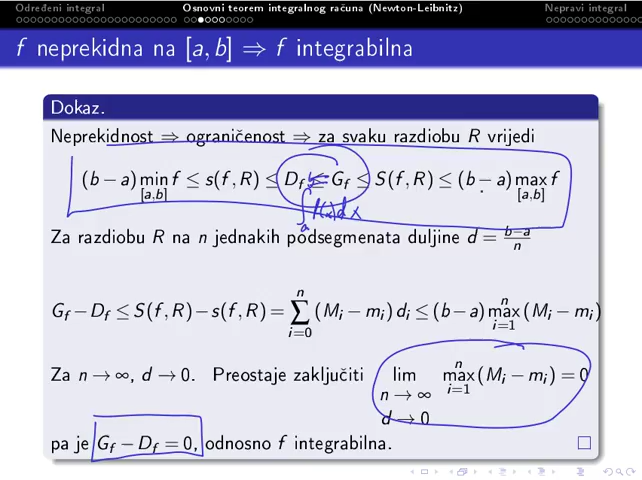 Određeni integral Osnovni teorem integralnog računa (Newton-Leibnitz) Nepravi integral
f neprekidna na [a, b] ⇒ f integrabilna
Dokaz.
Neprekidnost ⇒ ograničenost ⇒ za svaku razdiobu R vrijedi
(b − a) min f ≤ s(f, R) ≤ D_f ≤ G_f ≤ S(f, R) ≤ (b − a) max f
[a,b] [a,b]
∫_a^b f(x)dx
Za razdiobu R na n jednakih podsegmenata duljine d = (b−a)/n
G_f − D_f ≤ S(f, R) − s(f, R) = ∑_{i=0}^{n} (M_i − m_i) d_i ≤ (b − a) max_{i=1}^{n} (M_i − m_i)
Za n → ∞, d → 0. Preostaje zaključiti lim max_{i=1}^{n} (M_i − m_i) = 0
n → ∞
d → 0
pa je G_f − D_f = 0, odnosno f integrabilna.